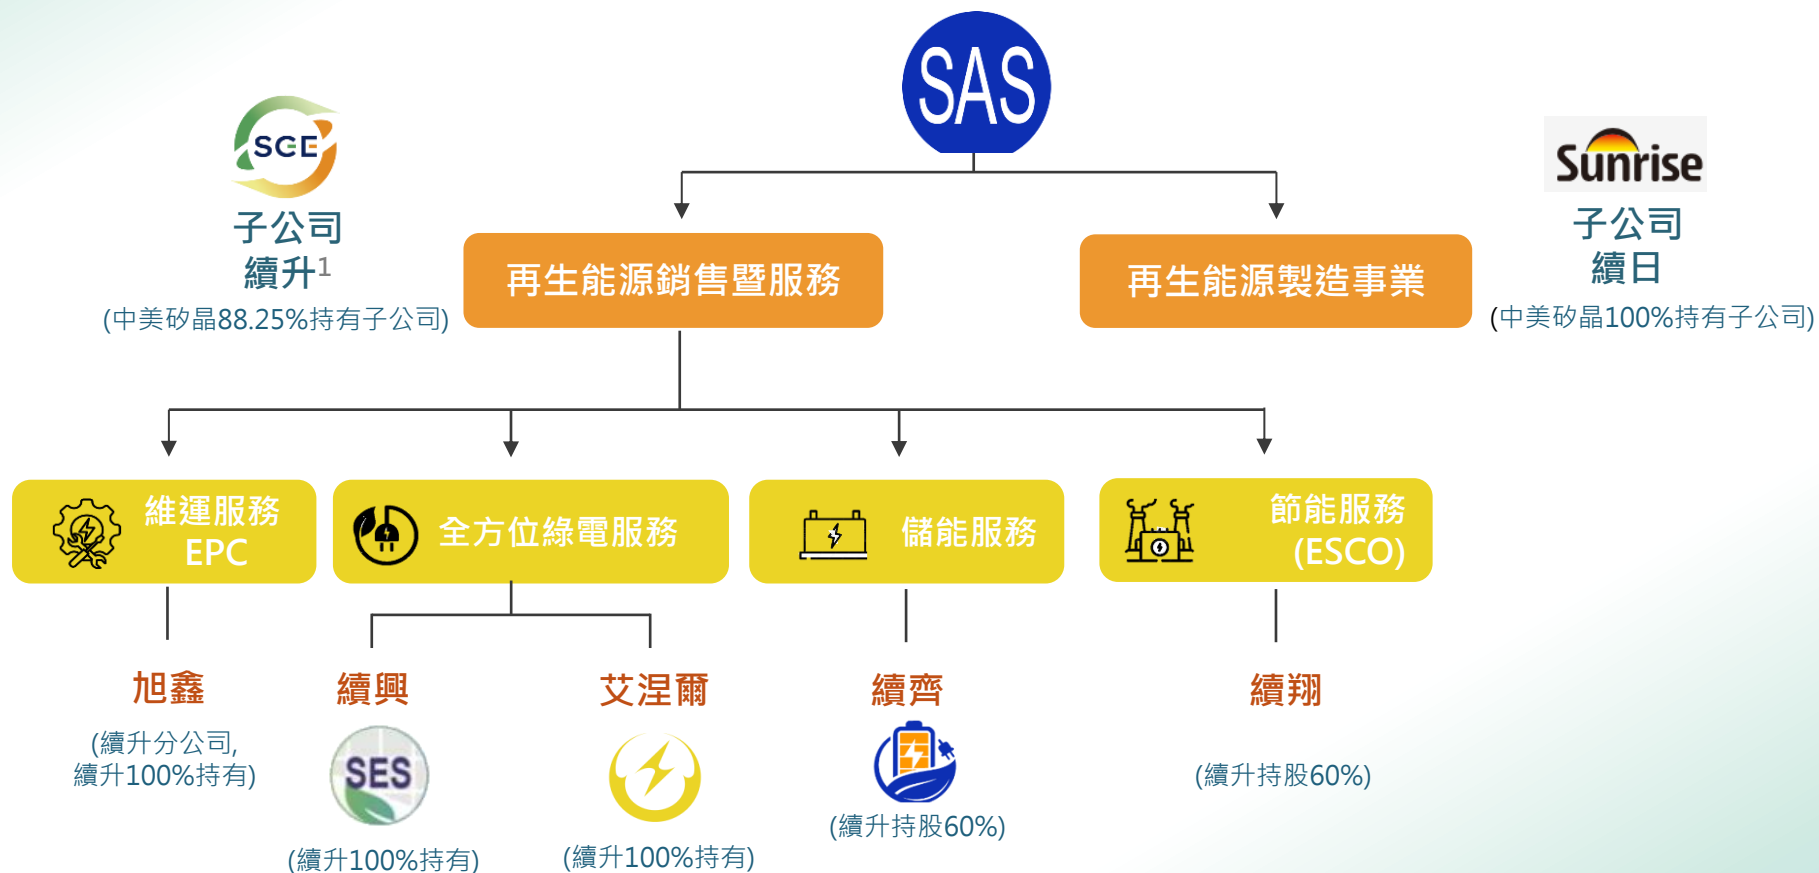 SAS
SGE
子公司
續升1
(中美矽晶88.25%持有子公司)
再生能源銷售暨服務
再生能源製造事業
Sunrise
子公司
續日
(中美矽晶100%持有子公司)
維運服務
EPC
全方位綠電服務
儲能服務
節能服務
(ESCO)
旭鑫
(續升分公司,
續升100%持有)
續興
SES
(續升100%持有)
艾涅爾
(續升100%持有)
續齊
(續升持股60%)
續翔
(續升持股60%)